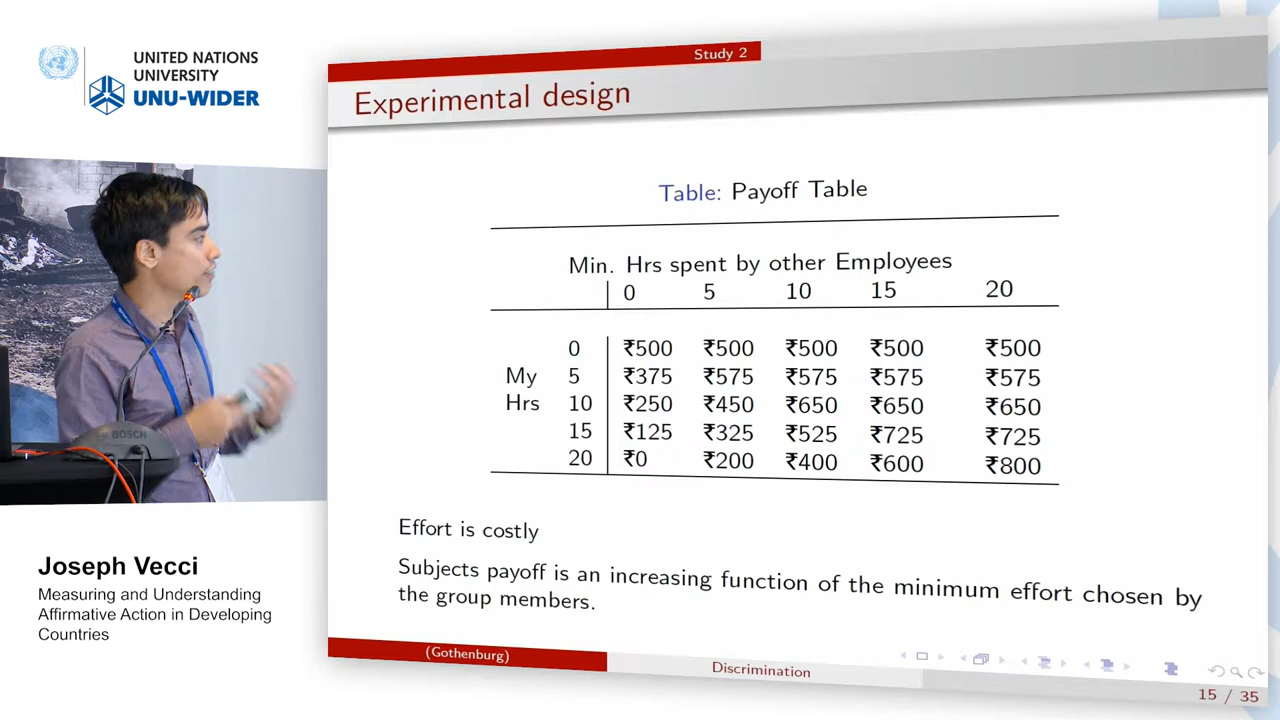 UNITED NATIONS
UNIVERSITY
UNU-WIDER
Study 2
Experimental design
Table: Payoff Table
Min. Hrs spent by other Employees
0 5 10 15 20
0 ₹500 ₹500 ₹500 ₹500 ₹500
My 5 ₹375 ₹575 ₹575 ₹575 ₹575
Hrs 10 ₹250 ₹450 ₹650 ₹650 ₹650
15 ₹125 ₹325 ₹525 ₹725 ₹725
20 ₹0 ₹200 ₹400 ₹600 ₹800
Effort is costly
Subjects payoff is an increasing function of the minimum effort chosen by
the group members.
(Gothenburg)
Discrimination
15 / 35
BOSCH
Joseph Vecci
Measuring and Understanding
Affirmative Action in Developing
Countries